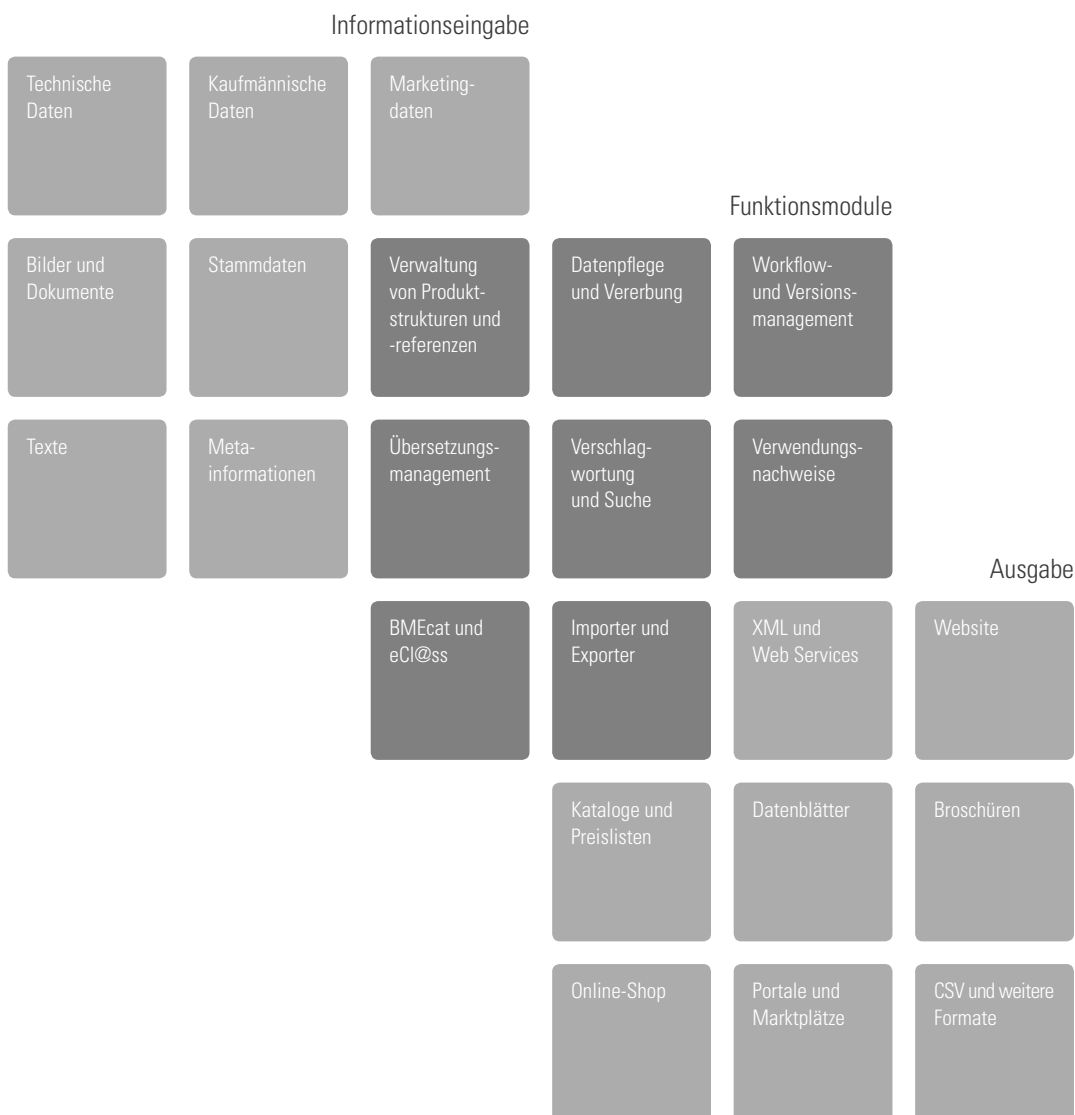 Informationseingabe
Technische
Daten
Kaufmännische
Daten
Marketing-
daten
Funktionsmodule
Bilder und
Dokumente
Stammdaten
Verwaltung
von Produkt-
strukturen und
-referenzen
Datenpflege
und Vererbung
Workflow-
und Versions-
management
Texte
Meta-
informationen
Übersetzungs-
management
Verschlag-
wortung
und Suche
Verwendungs-
nachweise
Ausgabe
BMEcat und
eCl@ss
Importer und
Exporter
XML und
Web Services
Website
Kataloge und
Preislisten
Datenblätter
Broschüren
Online-Shop
Portale und
Marktplätze
CSV und weitere
Formate